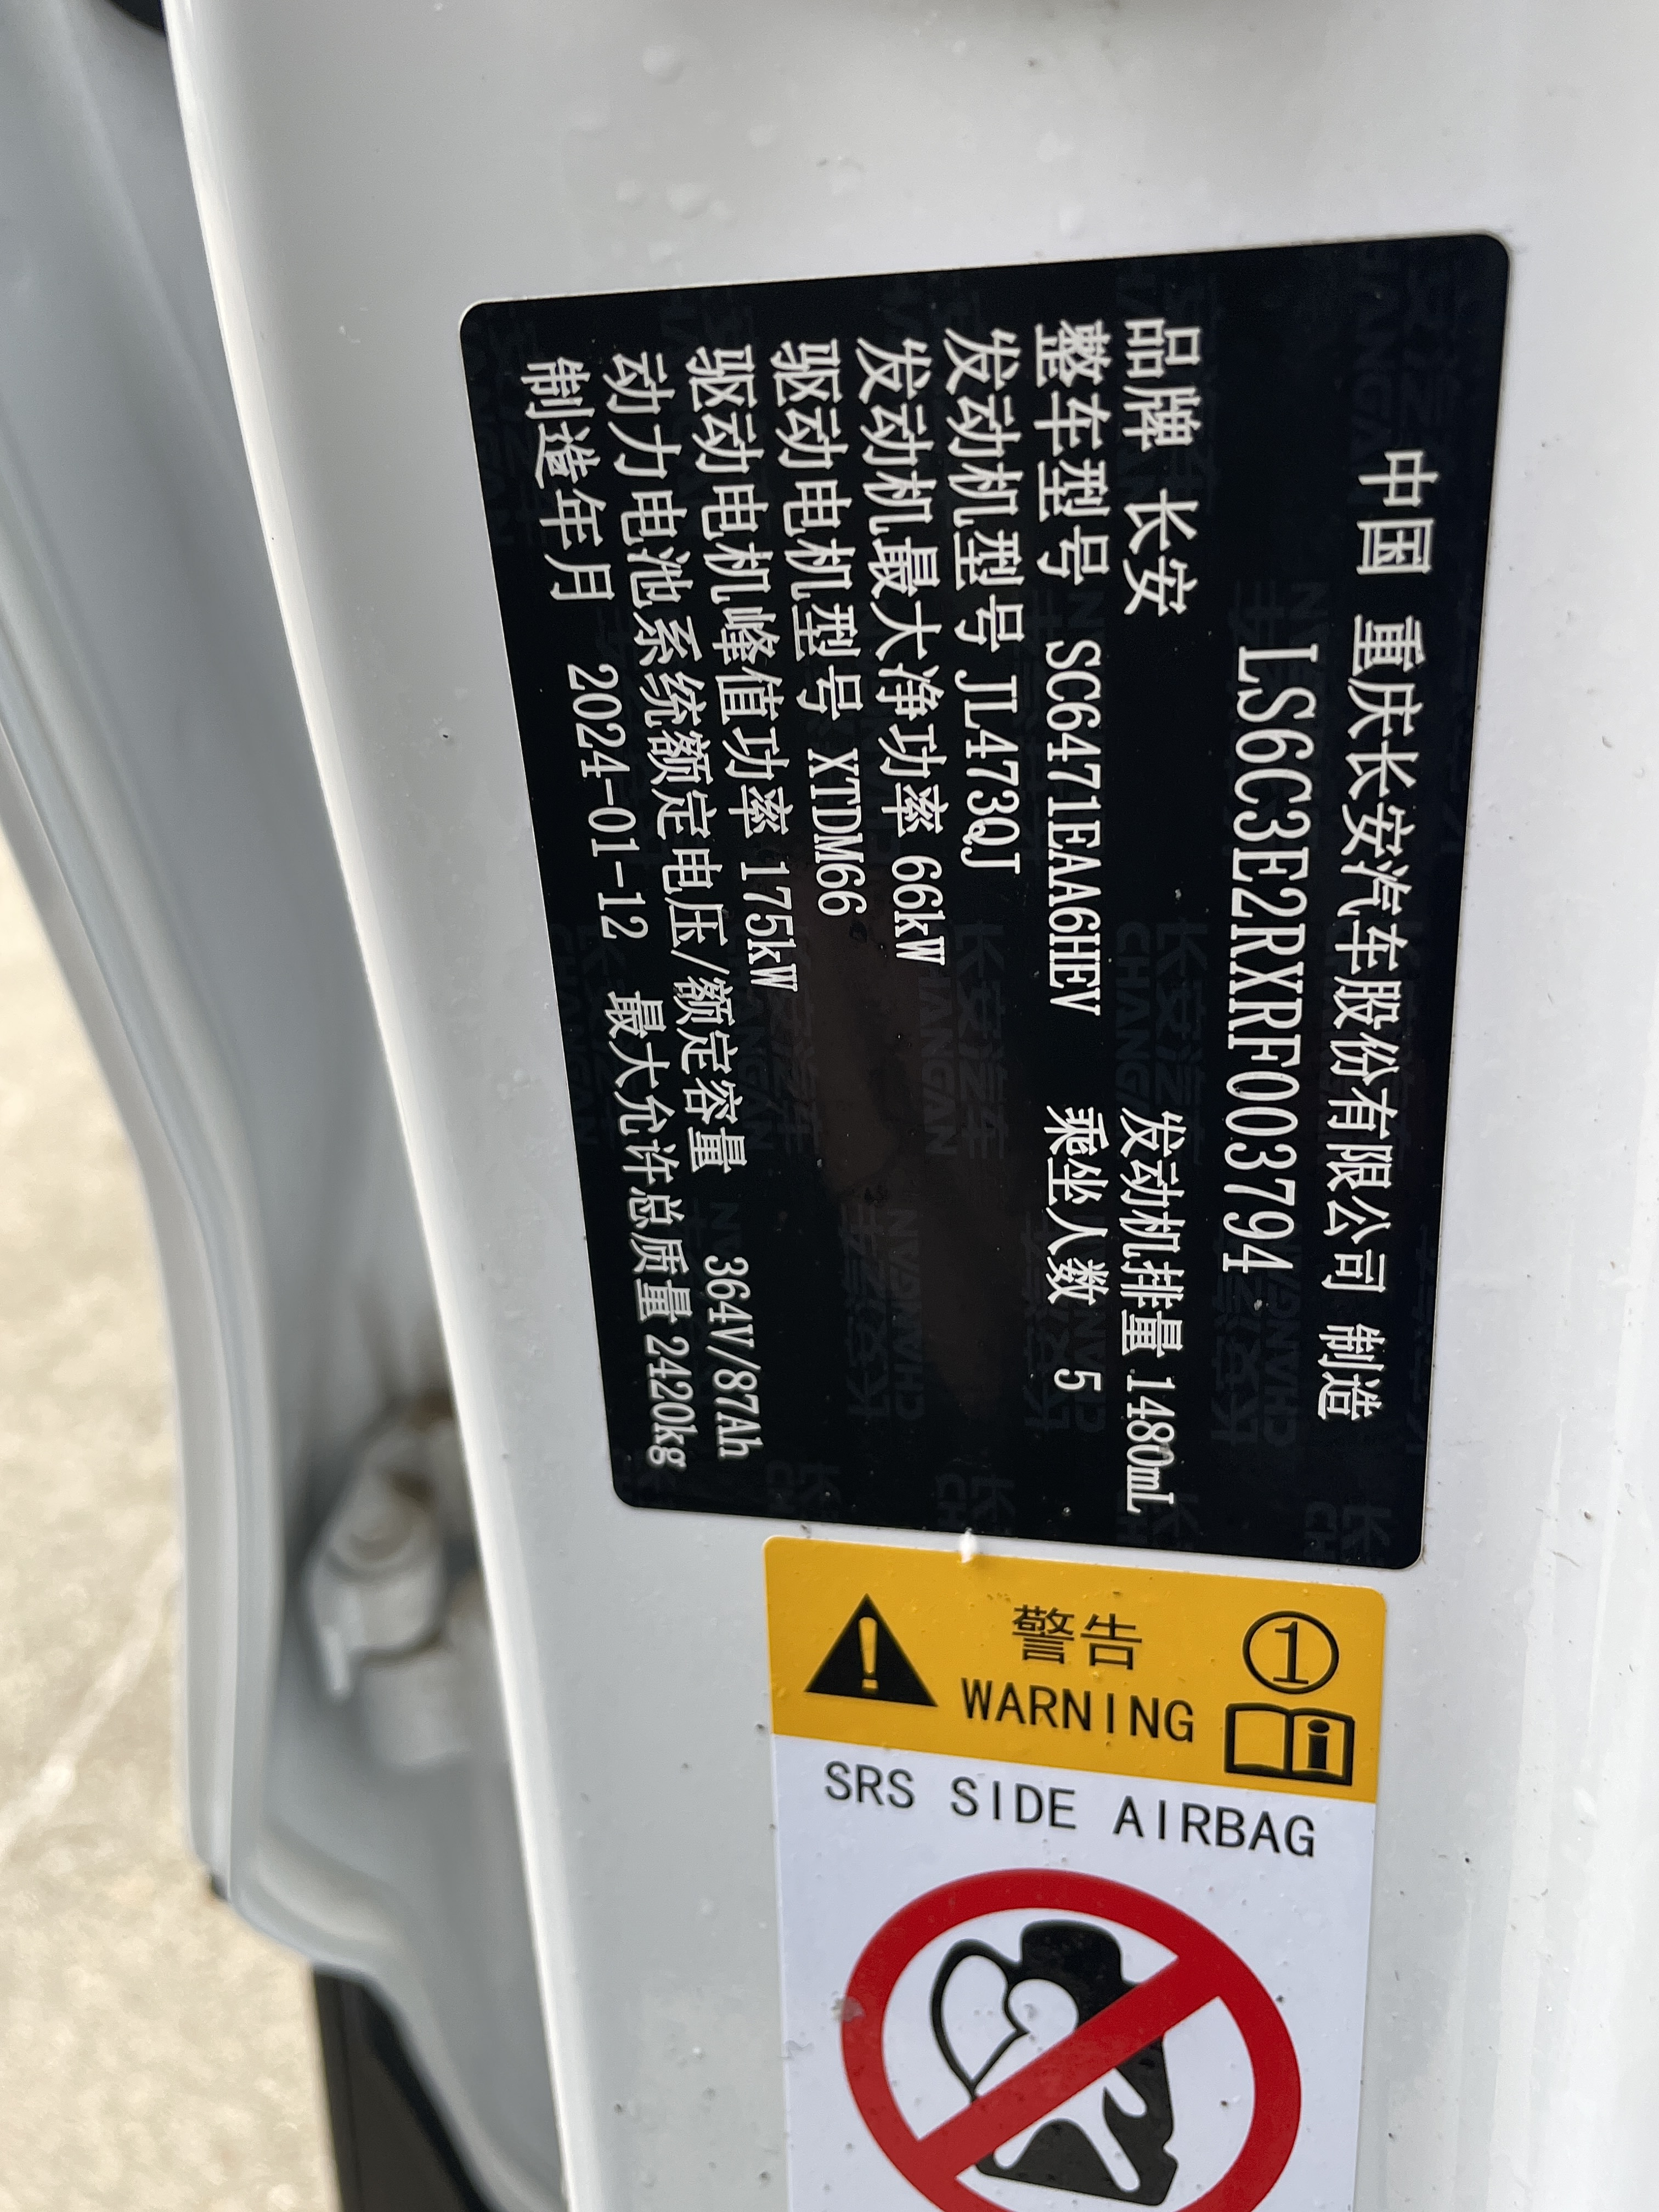 中国 重庆长安汽车股份有限公司 制造
LS6C3E2RXRF003794
品牌 长安 发动机排量 1480mL
整车型号 SC6471EAA6HEV 乘坐人数 5
发动机型号 JL473QJ
发动机最大净功率 66kW
驱动电机型号 XTDM66
驱动电机峰值功率 175kW
动力电池系统额定电压/额定容量 364V/87Ah
制造年月 2024-01-12 最大允许总质量 2420kg
警告 ①
WARNING
SRS SIDE AIRBAG